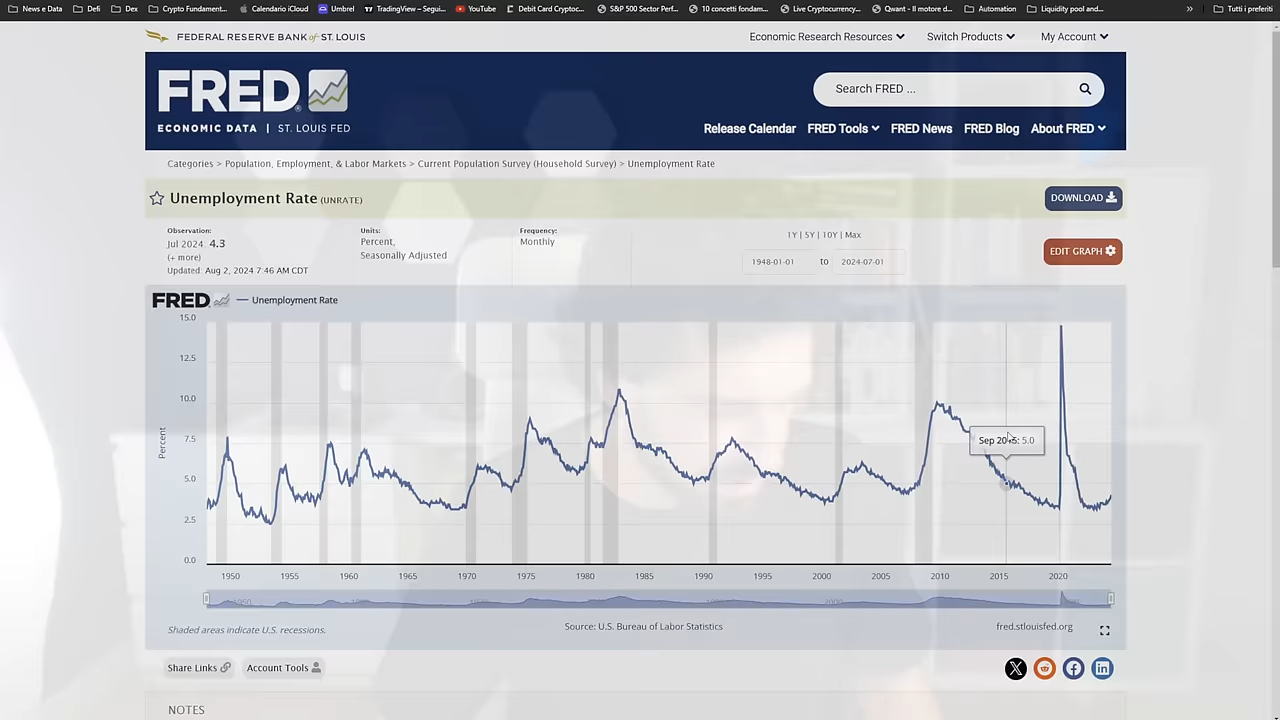 News e Data Defi Dex Crypto Fundament... Calendario iCloud Umbrel TradingView – Segui... YouTube Debit Card Cryptoc... S&P 500 Sector Perf... 10 concetti fondam... Live Cryptocurrency... Qwant - Il motore d... Automation Liquidity pool and... » Tutti i preferiti
FEDERAL RESERVE BANK of ST. LOUIS
Economic Research Resources Switch Products My Account
FRED
ECONOMIC DATA | ST. LOUIS FED
Search FRED ...
Release Calendar FRED Tools FRED News FRED Blog About FRED
Categories > Population, Employment, & Labor Markets > Current Population Survey (Household Survey) > Unemployment Rate
Unemployment Rate (UNRATE)
DOWNLOAD
Observation:
Jul 2024: 4.3
(+ more)
Updated: Aug 2, 2024 7:46 AM CDT
Units:
Percent,
Seasonally Adjusted
Frequency:
Monthly
1Y | 5Y | 10Y | Max
1948-01-01 to 2024-07-01
EDIT GRAPH
FRED — Unemployment Rate
15.0
12.5
10.0
7.5
5.0
2.5
0.0
Percent
Sep 2015: 5.0
1950 1955 1960 1965 1970 1975 1980 1985 1990 1995 2000 2005 2010 2015 2020
Shaded areas indicate U.S. recessions.
Source: U.S. Bureau of Labor Statistics
fred.stlouisfed.org
Share Links Account Tools
NOTES